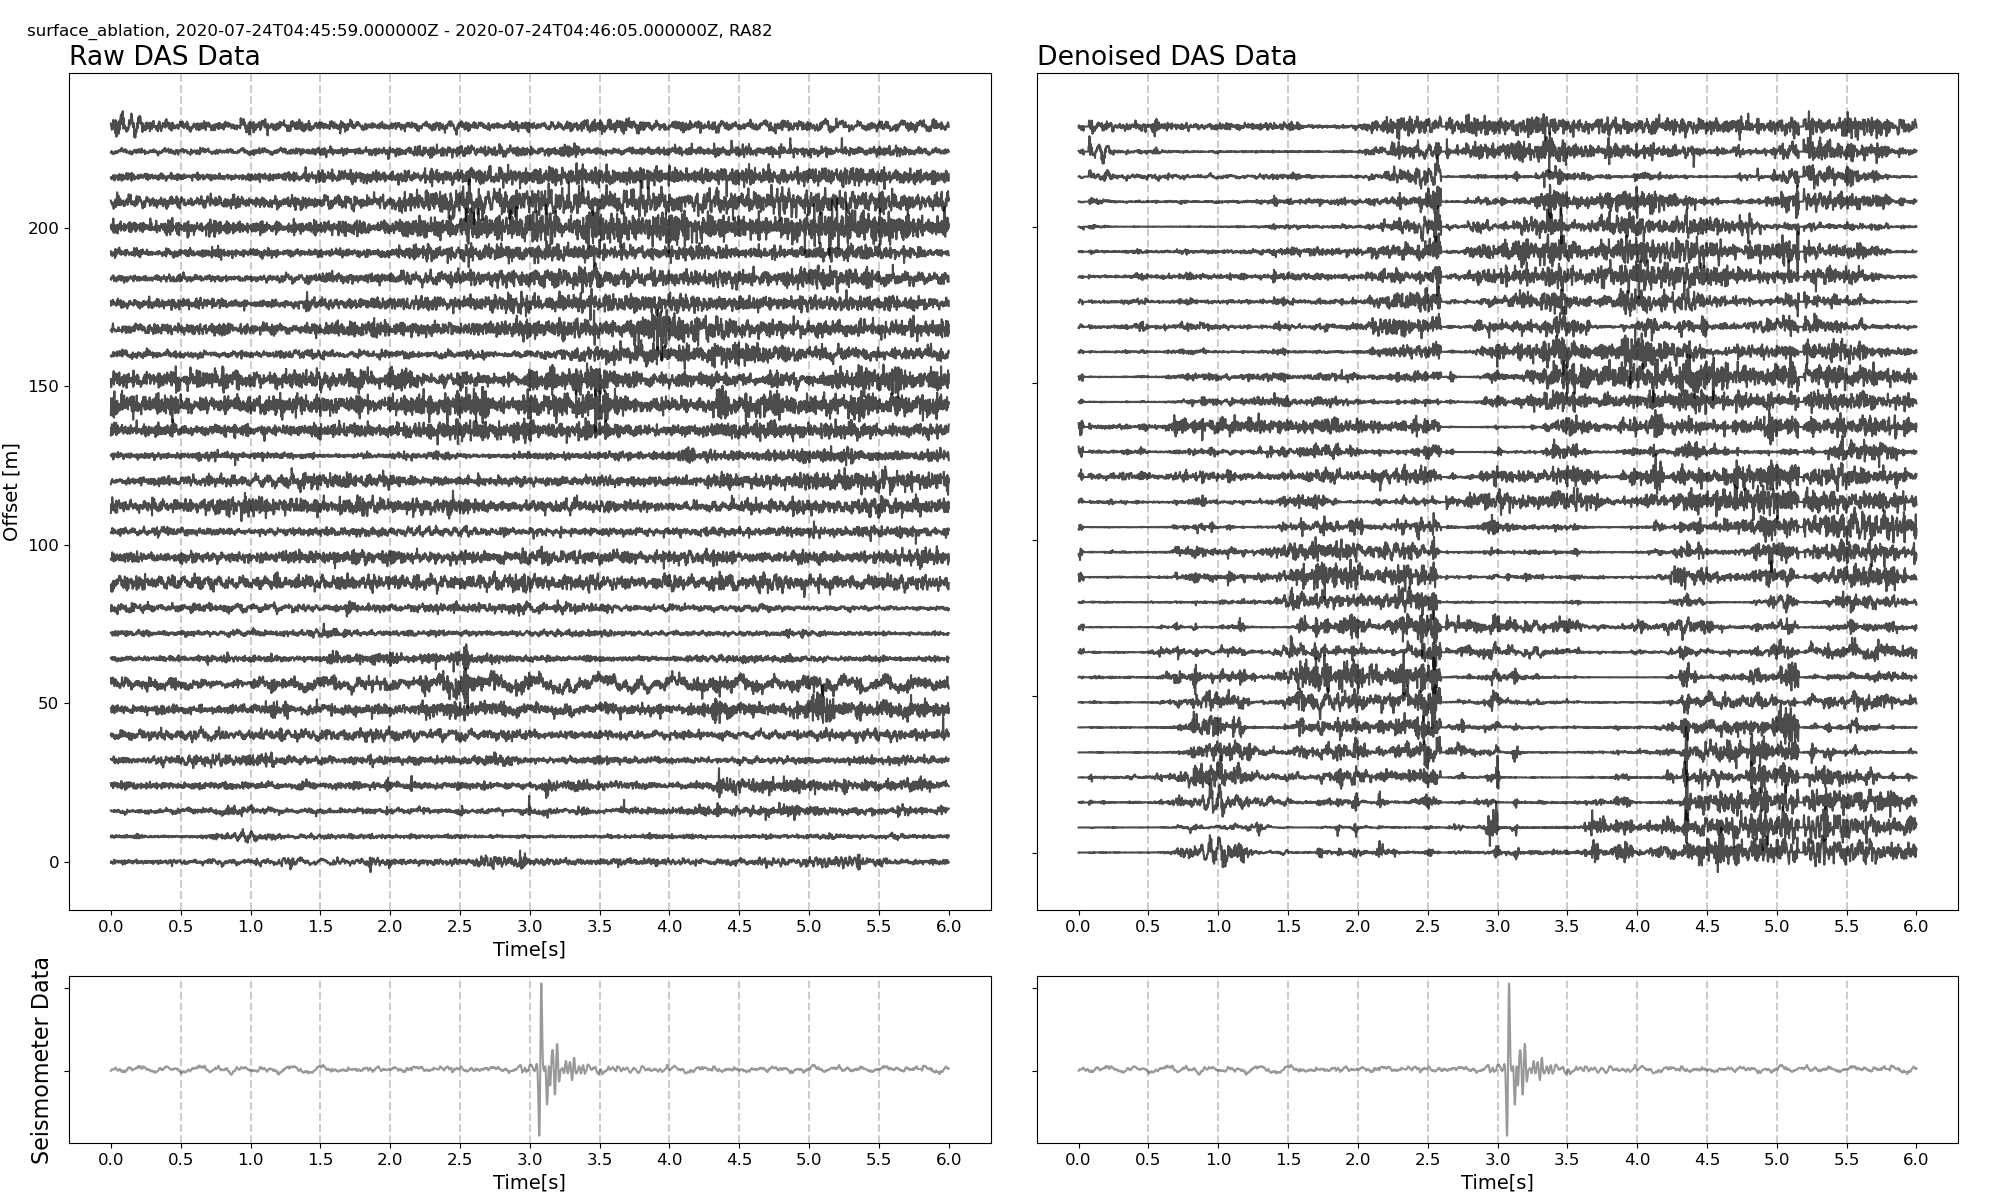 surface_ablation, 2020-07-24T04:45:59.000000Z - 2020-07-24T04:46:05.000000Z, RA82
Raw DAS Data
Denoised DAS Data
Offset [m]
200
150
100
50
0
0.0 0.5 1.0 1.5 2.0 2.5 3.0 3.5 4.0 4.5 5.0 5.5 6.0
Time[s]
0.0 0.5 1.0 1.5 2.0 2.5 3.0 3.5 4.0 4.5 5.0 5.5 6.0
Seismometer Data
0.0 0.5 1.0 1.5 2.0 2.5 3.0 3.5 4.0 4.5 5.0 5.5 6.0
Time[s]
0.0 0.5 1.0 1.5 2.0 2.5 3.0 3.5 4.0 4.5 5.0 5.5 6.0
Time[s]